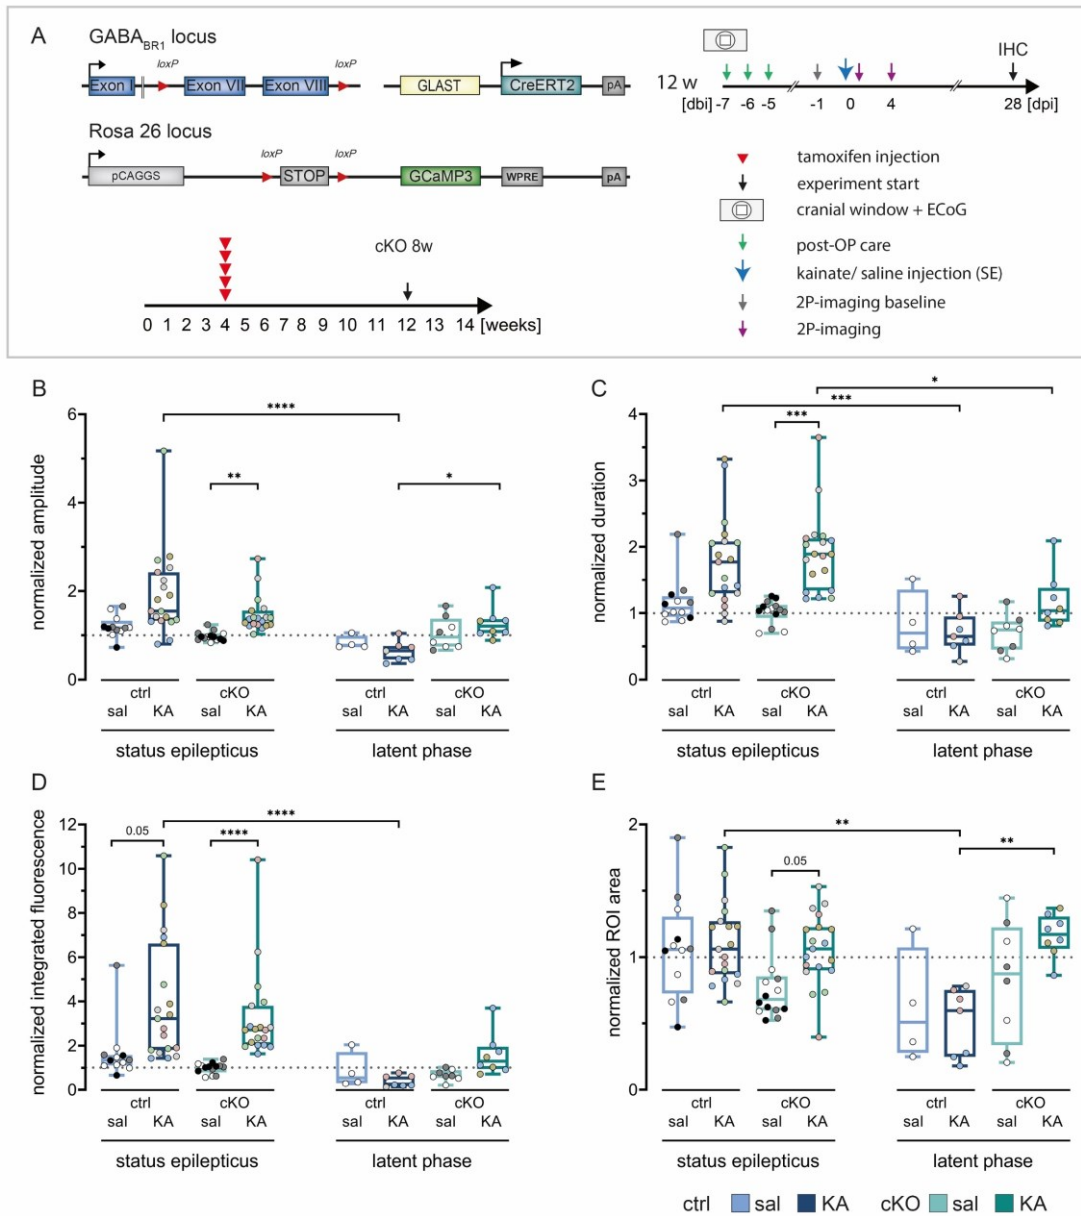 A
GABA_BR1 locus
loxP loxP
Exon I Exon VII Exon VIII GLAST CreERT2 pA
Rosa 26 locus
loxP loxP
pCAGGS STOP GCaMP3 WPRE pA
cKO 8w
0 1 2 3 4 5 6 7 8 9 10 11 12 13 14 [weeks]
IHC
12 w
[dbi] -7 -6 -5 -1 0 4 28 [dpi]
tamoxifen injection
experiment start
cranial window + ECoG
post-OP care
kainate/ saline injection (SE)
2P-imaging baseline
2P-imaging
B
normalized amplitude
6
4
2
1
0
****
**
*
ctrl cKO ctrl cKO
sal KA sal KA sal KA sal KA
status epilepticus latent phase
C
normalized duration
4
3
2
1
0
*
***
***
ctrl cKO ctrl cKO
sal KA sal KA sal KA sal KA
status epilepticus latent phase
D
normalized integrated fluorescence
12
10
8
6
4
2
1
0
****
0.05
****
ctrl cKO ctrl cKO
sal KA sal KA sal KA sal KA
status epilepticus latent phase
E
normalized ROI area
2
1
0
**
**
0.05
ctrl cKO ctrl cKO
sal KA sal KA sal KA sal KA
status epilepticus latent phase
ctrl sal KA cKO sal KA